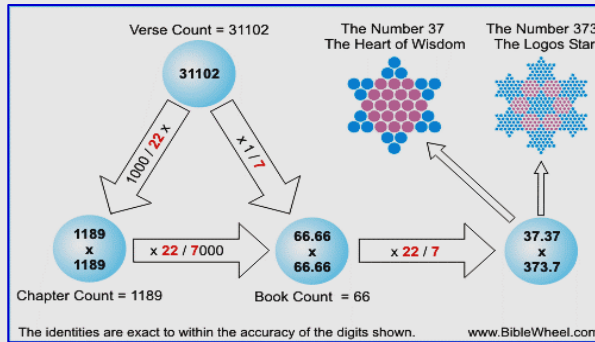 Verse Count = 31102
The Number 37
The Heart of Wisdom
The Number 373
The Logos Star
31102
1000 / 22 x
x 1 / 7
1189
x
1189
x 22 / 7000
66.66
x
66.66
x 22 / 7
37.37
x
373.7
Chapter Count = 1189
Book Count = 66
The identities are exact to within the accuracy of the digits shown.
www.BibleWheel.com